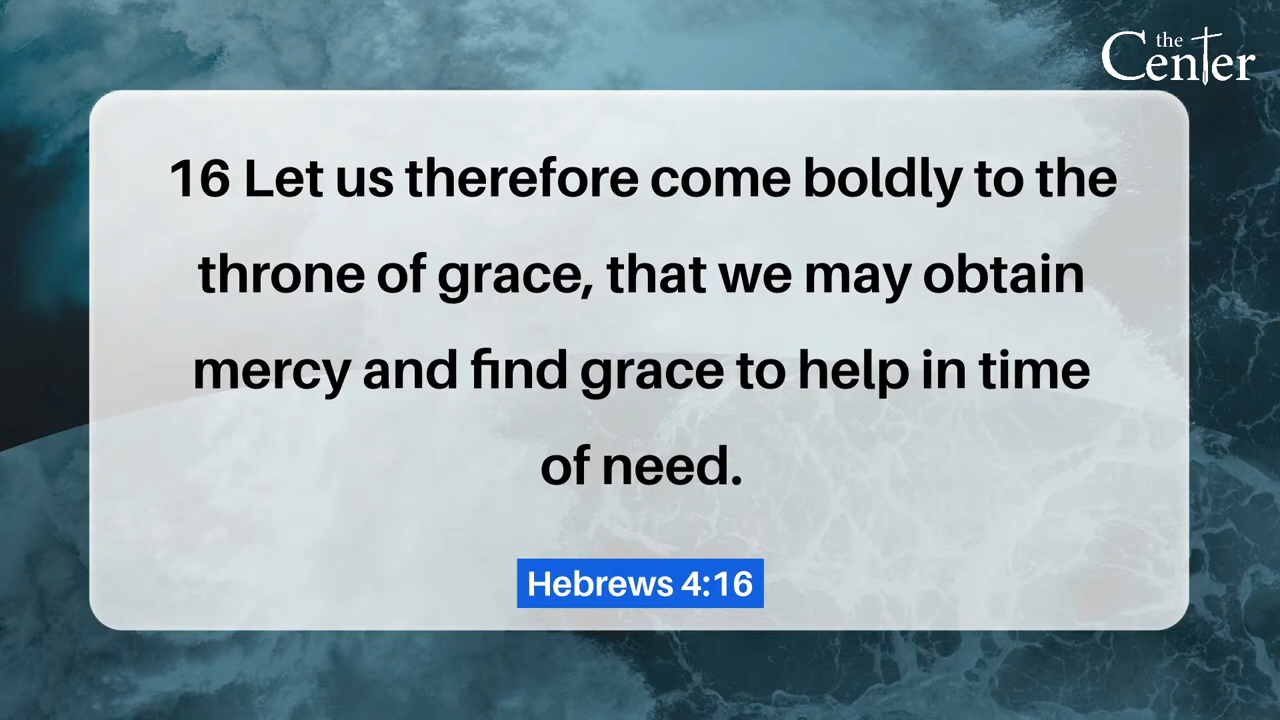 the
Center
16 Let us therefore come boldly to the
throne of grace, that we may obtain
mercy and find grace to help in time
of need.
Hebrews 4:16